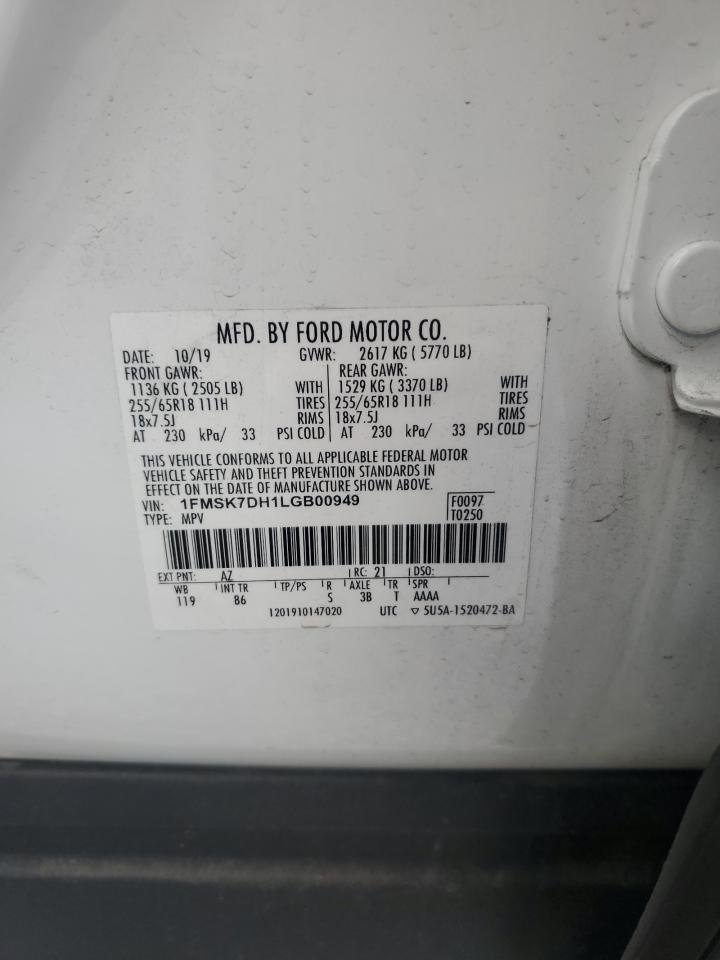 MFD. BY FORD MOTOR CO.
DATE: 10/19 GVWR: 2617 KG ( 5770 LB)
FRONT GAWR: REAR GAWR:
1136 KG ( 2505 LB) WITH 1529 KG ( 3370 LB) WITH
255/65R18 111H TIRES 255/65R18 111H TIRES
18x7.5J RIMS 18x7.5J RIMS
AT 230 kPa/ 33 PSI COLD AT 230 kPa/ 33 PSI COLD
THIS VEHICLE CONFORMS TO ALL APPLICABLE FEDERAL MOTOR
VEHICLE SAFETY AND THEFT PREVENTION STANDARDS IN
EFFECT ON THE DATE OF MANUFACTURE SHOWN ABOVE.
VIN: 1FMSK7DH1LGB00949 F0097
TYPE: MPV T0250
EXT PNT: AZ RC: 21 DSO:
WB INT TR TP/PS R AXLE TR SPR
119 86 S 3B T AAAA
1201910147020 UTC ▽ 5U5A-1520472-BA